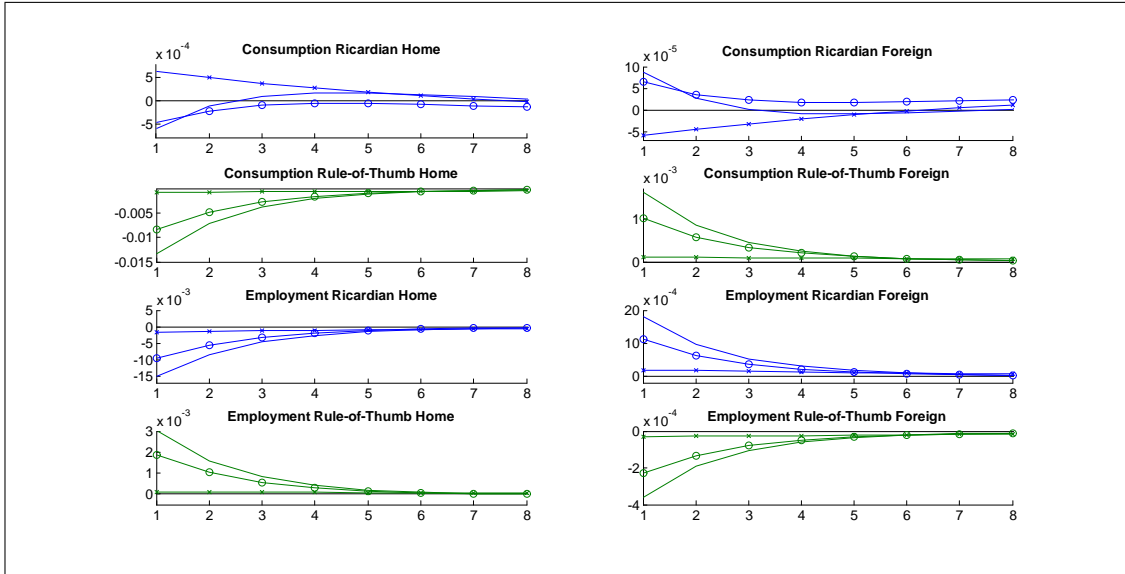 x 10^-4
Consumption Ricardian Home
5
0
-5
1 2 3 4 5 6 7 8
x 10^-5
Consumption Ricardian Foreign
10
5
0
-5
1 2 3 4 5 6 7 8
Consumption Rule-of-Thumb Home
-0.005
-0.01
-0.015
1 2 3 4 5 6 7 8
x 10^-3
Consumption Rule-of-Thumb Foreign
1
0
1 2 3 4 5 6 7 8
x 10^-3
Employment Ricardian Home
5
0
-5
-10
-15
1 2 3 4 5 6 7 8
x 10^-4
Employment Ricardian Foreign
20
10
0
1 2 3 4 5 6 7 8
x 10^-3
Employment Rule-of-Thumb Home
3
2
1
0
1 2 3 4 5 6 7 8
x 10^-4
Employment Rule-of-Thumb Foreign
0
-2
-4
1 2 3 4 5 6 7 8